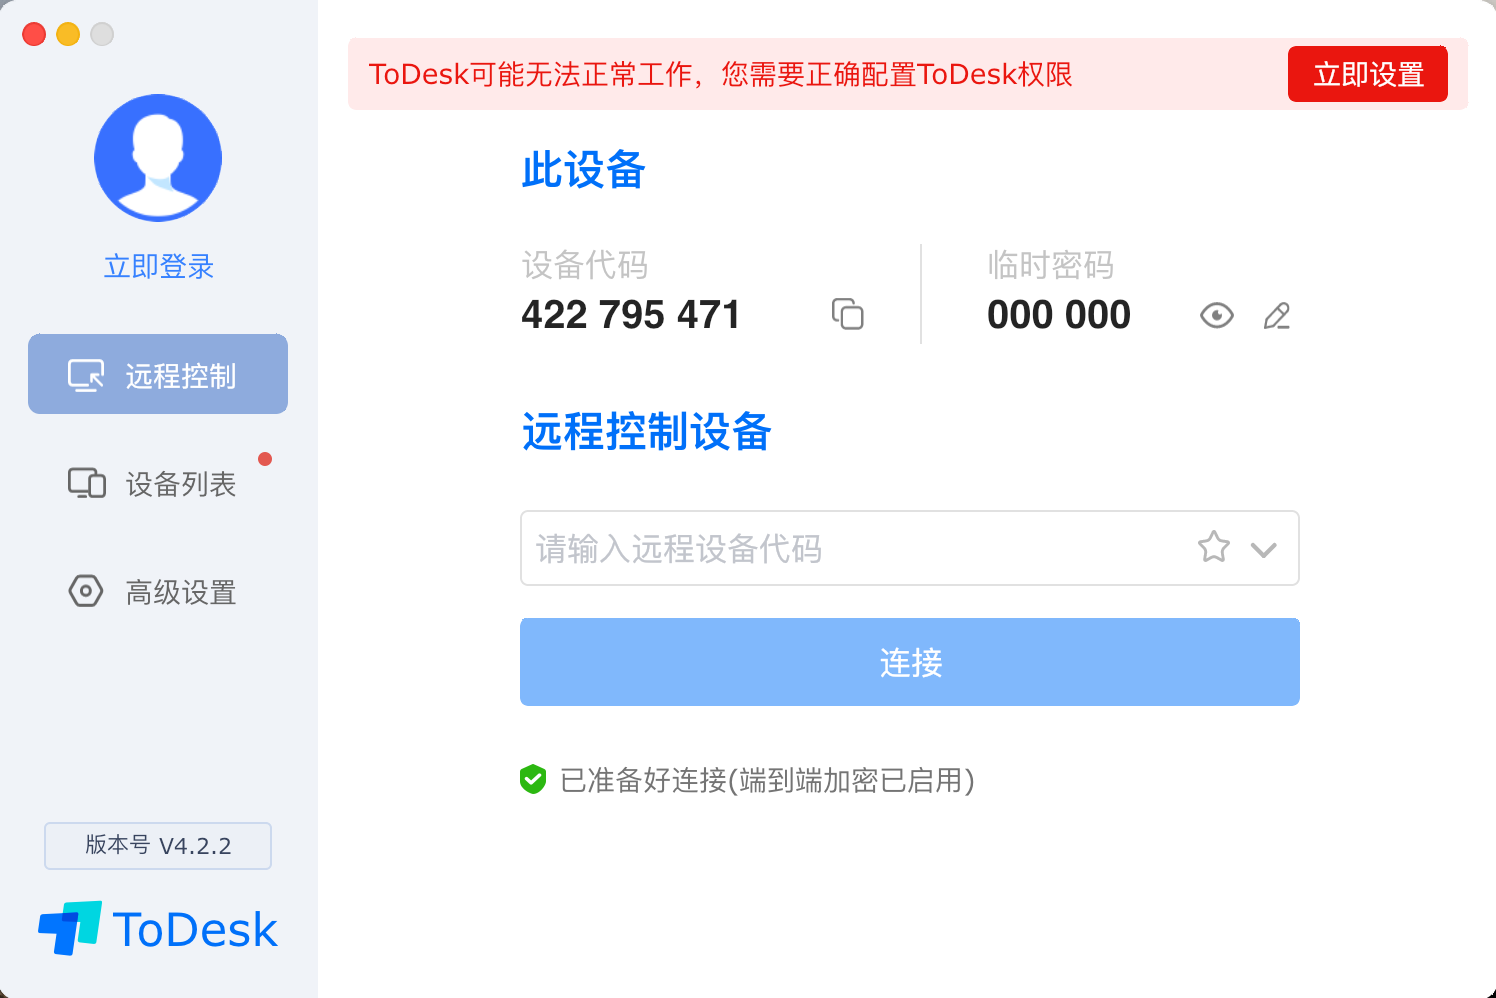 ToDesk可能无法正常工作，您需要正确配置ToDesk权限
立即设置
立即登录
远程控制
设备列表
高级设置
版本号 V4.2.2
ToDesk
此设备
设备代码
422 795 471
临时密码
000 000
远程控制设备
请输入远程设备代码
连接
已准备好连接(端到端加密已启用)